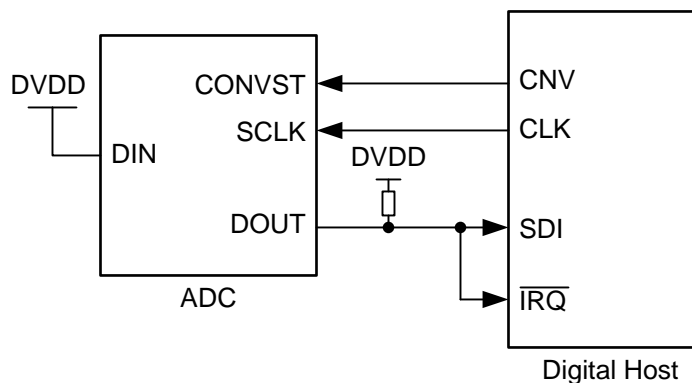 DVDD
CONVST
CNV
SCLK
CLK
DIN
DVDD
DOUT
SDI
IRQ
ADC
Digital Host